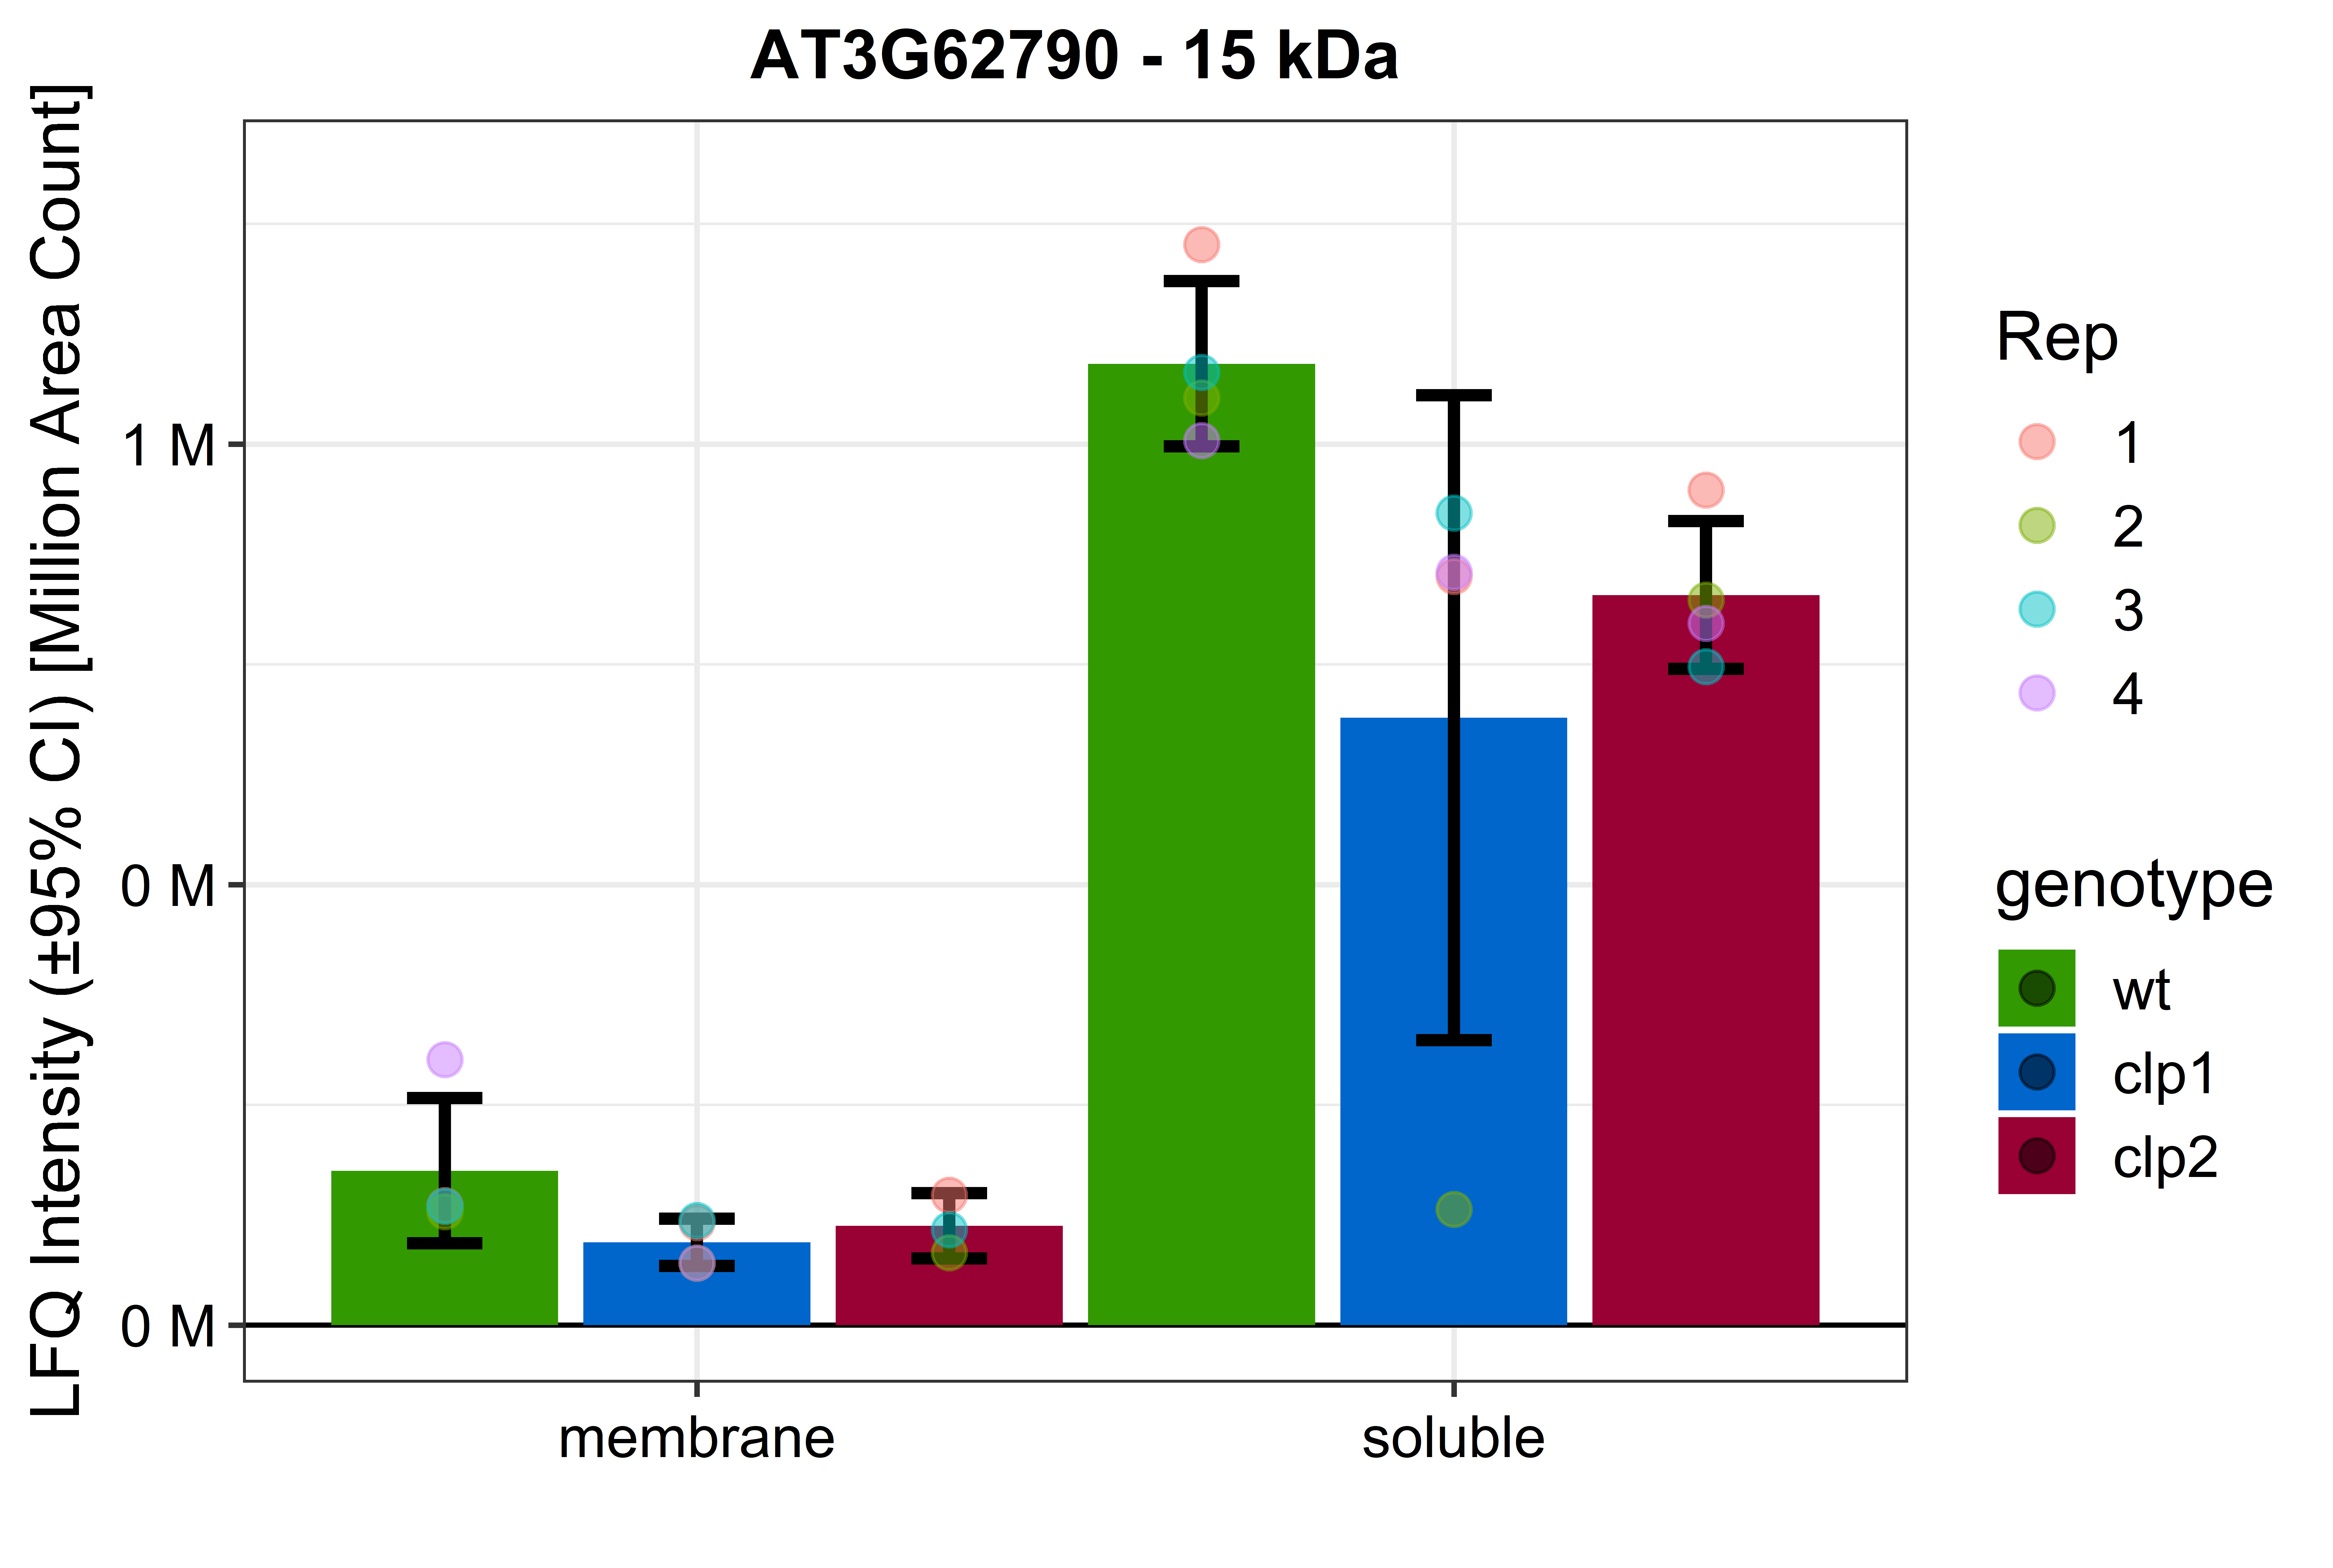 AT3G62790 - 15 kDa
LFQ Intensity (±95% CI) [Million Area Count]
1 M
0 M
0 M
membrane
soluble
Rep
1
2
3
4
genotype
wt
clp1
clp2